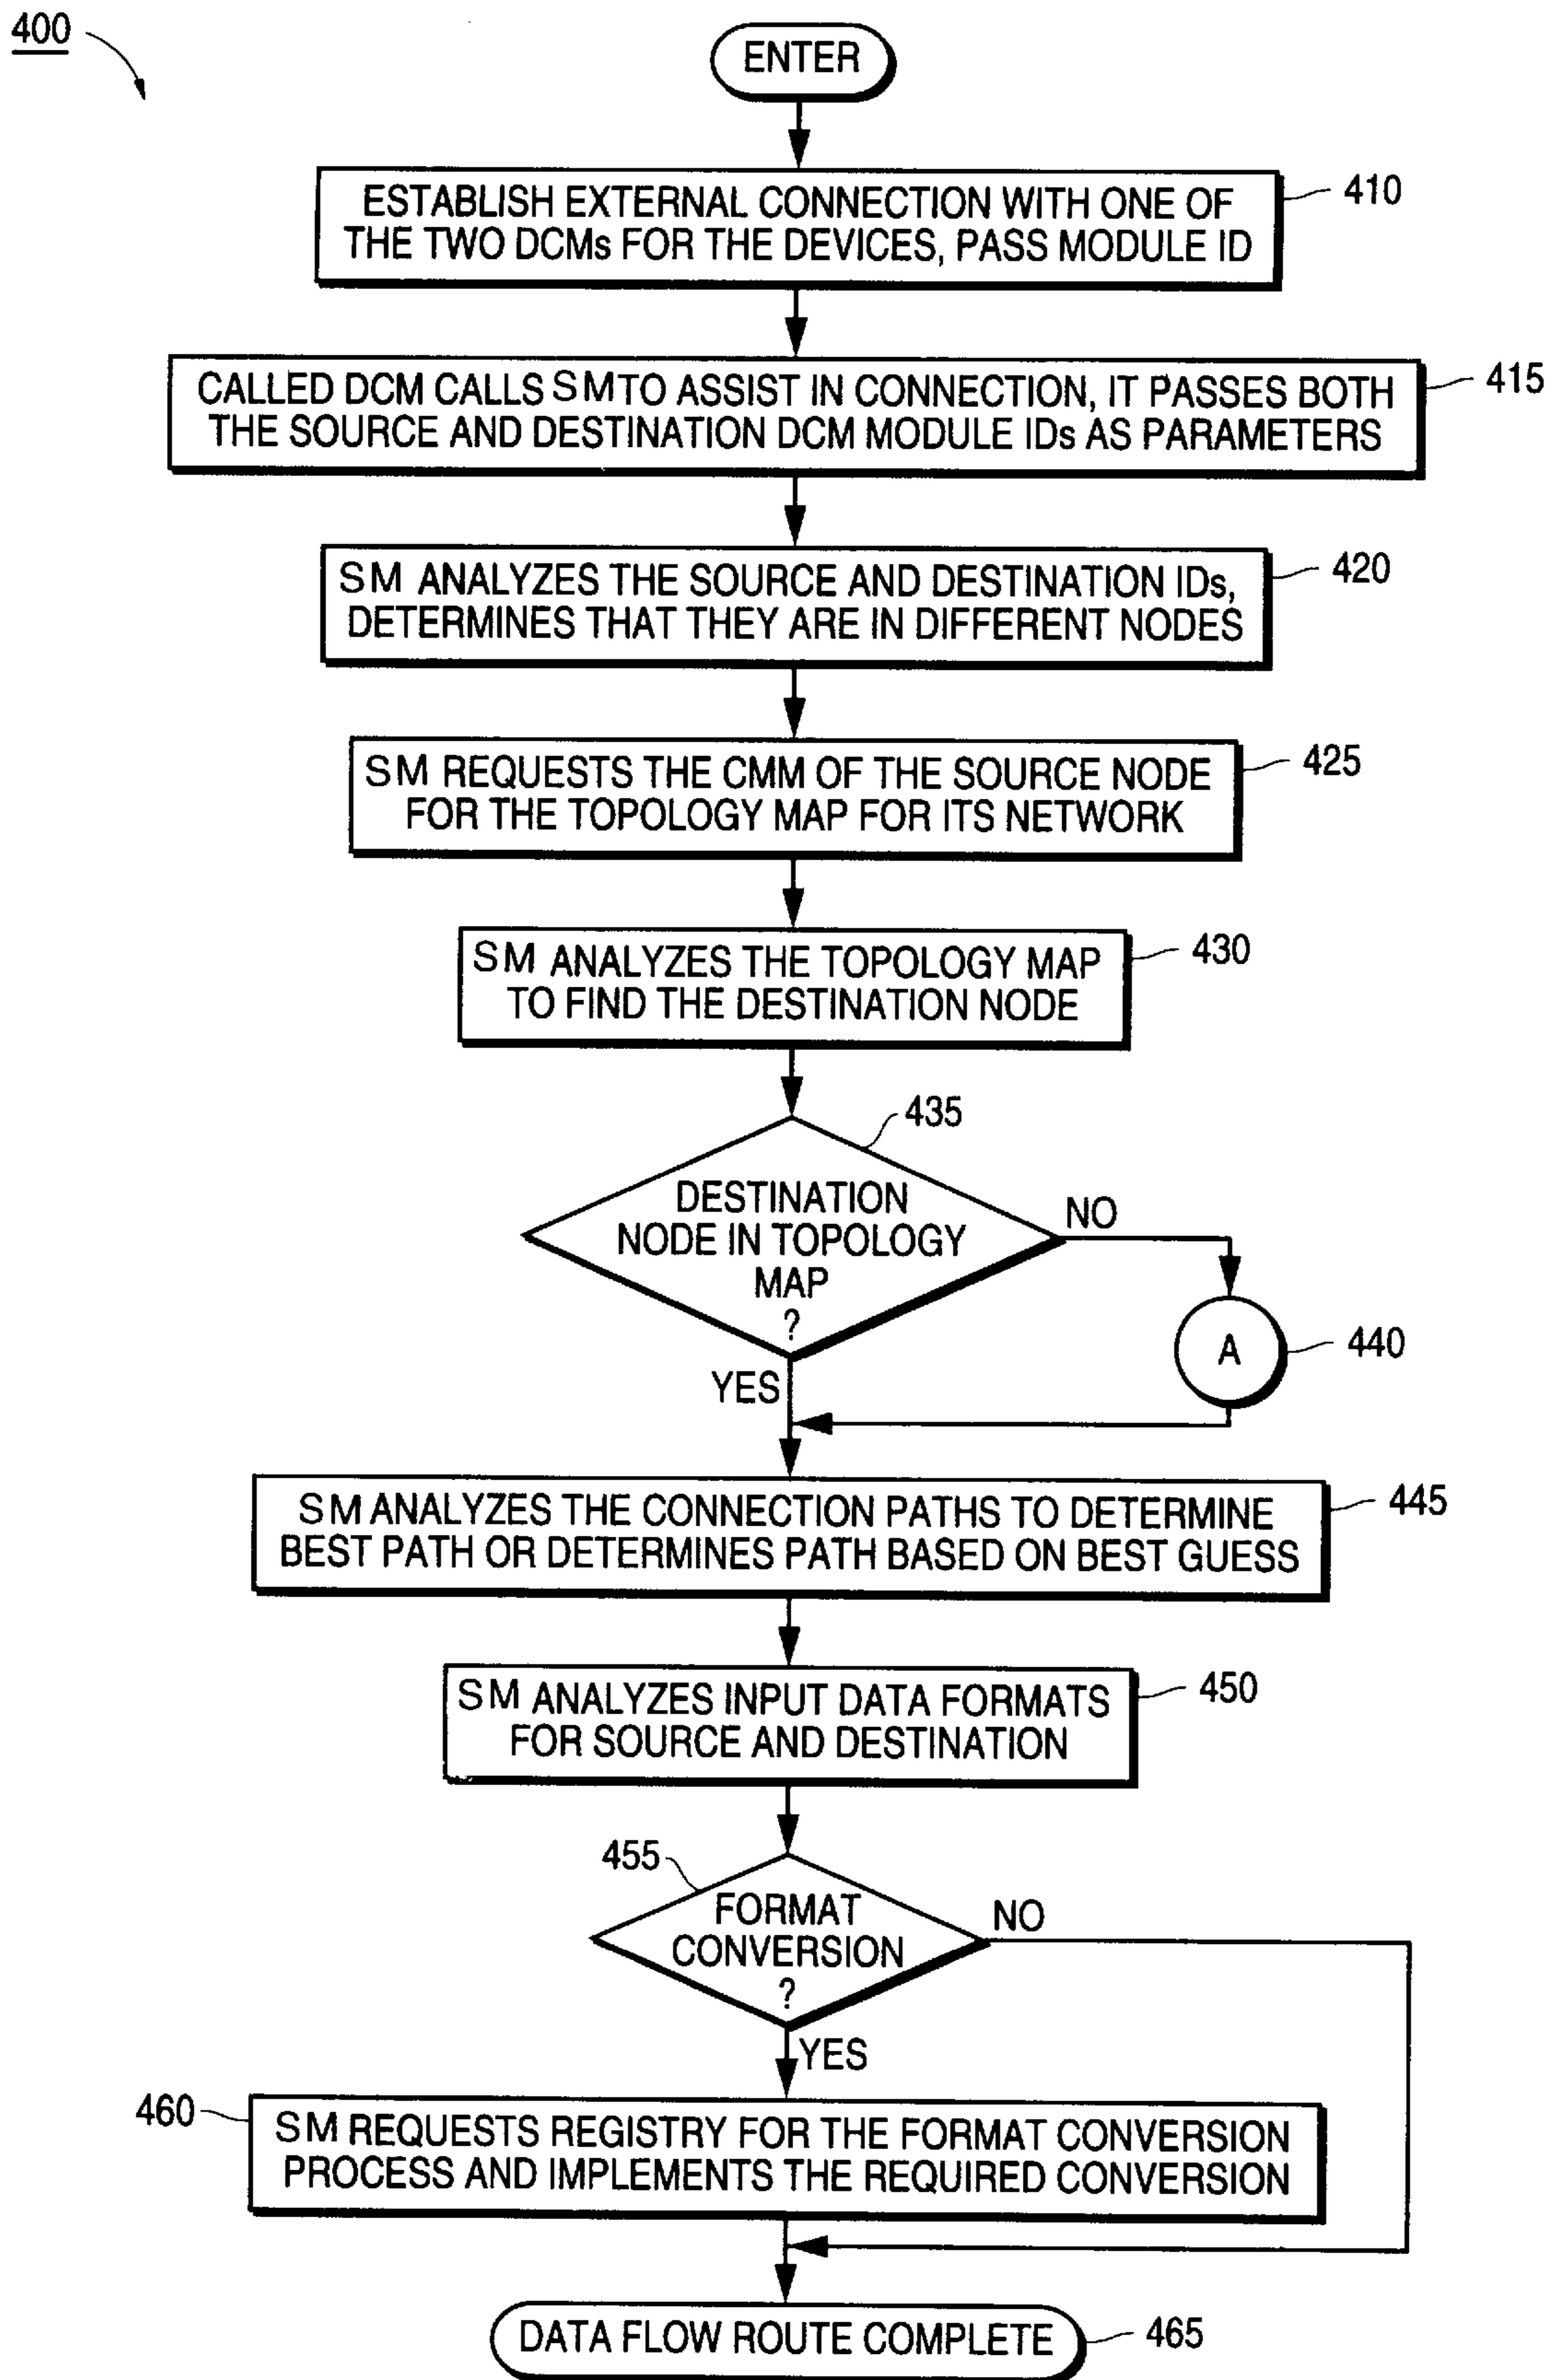 400
ENTER
ESTABLISH EXTERNAL CONNECTION WITH ONE OF
THE TWO DCMs FOR THE DEVICES, PASS MODULE ID
410
CALLED DCM CALLS SM TO ASSIST IN CONNECTION, IT PASSES BOTH
THE SOURCE AND DESTINATION DCM MODULE IDs AS PARAMETERS
415
SM ANALYZES THE SOURCE AND DESTINATION IDs,
DETERMINES THAT THEY ARE IN DIFFERENT NODES
420
SM REQUESTS THE CMM OF THE SOURCE NODE
FOR THE TOPOLOGY MAP FOR ITS NETWORK
425
SM ANALYZES THE TOPOLOGY MAP
TO FIND THE DESTINATION NODE
430
435
DESTINATION
NODE IN TOPOLOGY
MAP
?
NO
A
440
YES
SM ANALYZES THE CONNECTION PATHS TO DETERMINE
BEST PATH OR DETERMINES PATH BASED ON BEST GUESS
445
SM ANALYZES INPUT DATA FORMATS
FOR SOURCE AND DESTINATION
450
455
FORMAT
CONVERSION
?
NO
YES
460
SM REQUESTS REGISTRY FOR THE FORMAT CONVERSION
PROCESS AND IMPLEMENTS THE REQUIRED CONVERSION
DATA FLOW ROUTE COMPLETE
465